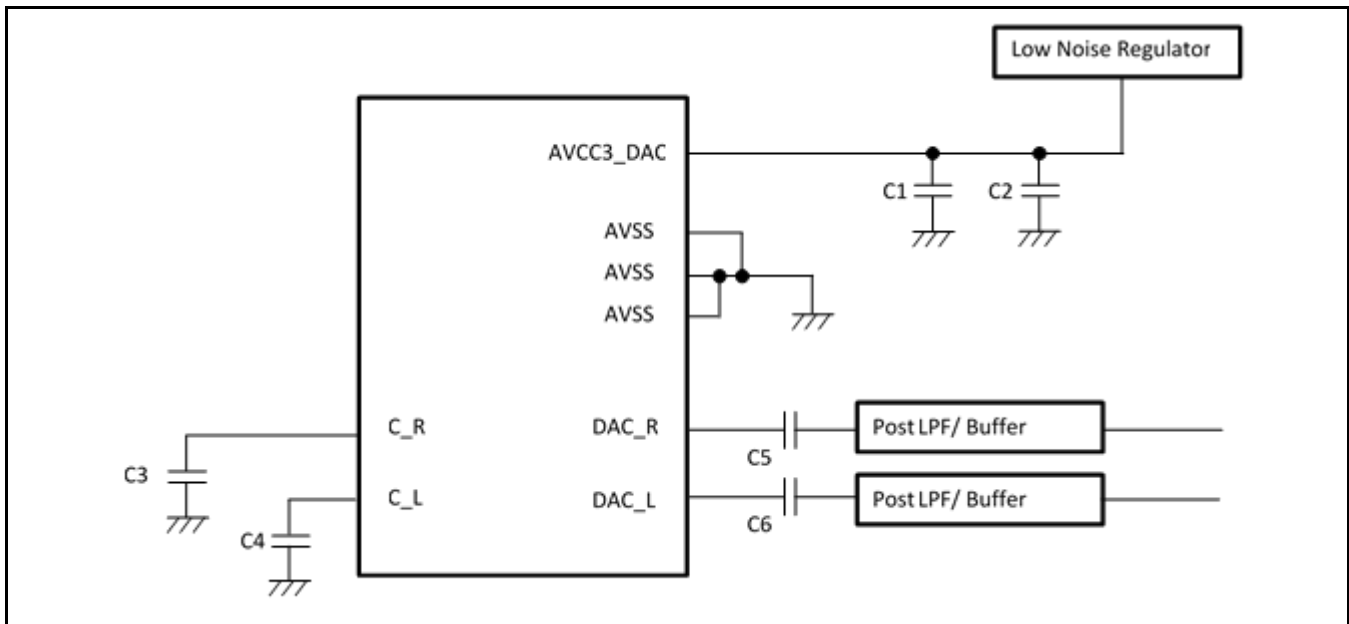 Low Noise Regulator
AVCC3_DAC
C1
C2
AVSS
AVSS
AVSS
C_R
DAC_R
Post LPF/ Buffer
C5
C3
C_L
DAC_L
Post LPF/ Buffer
C6
C4